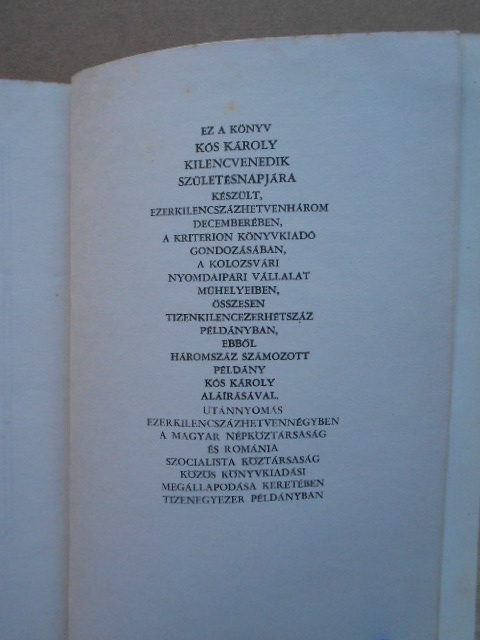 EZ A KÖNYV
KÓS KÁROLY
KILENCVENEDIK
SZÜLETÉSNAPJÁRA
KÉSZÜLT,
EZERKILENCSZÁZHETVENHÁROM
DECEMBERÉBEN,
A KRITERION KÖNYVKIADÓ
GONDOZÁSÁBAN,
A KOLOZSVÁRI
NYOMDAIPARI VÁLLALAT
MŰHELYEIBEN,
ÖSSZESEN
TIZENKILENCEZERHÉTSZÁZ
PÉLDÁNYBAN,
EBBŐL
HÁROMSZÁZ SZÁMOZOTT
PÉLDÁNY
KÓS KÁROLY
ALÁÍRÁSÁVAL,
UTÁNNYOMÁS
EZERKILENCSZÁZHETVENNÉGYBEN
A MAGYAR NÉPKÖZTÁRSASÁG
ÉS ROMÁNIA
SZOCIALISTA KÖZTÁRSASÁG
KÖZÖS KÖNYVKIADÁSI
MEGÁLLAPODÁSA KERETÉBEN
TIZENEGYEZER PÉLDÁNYBAN